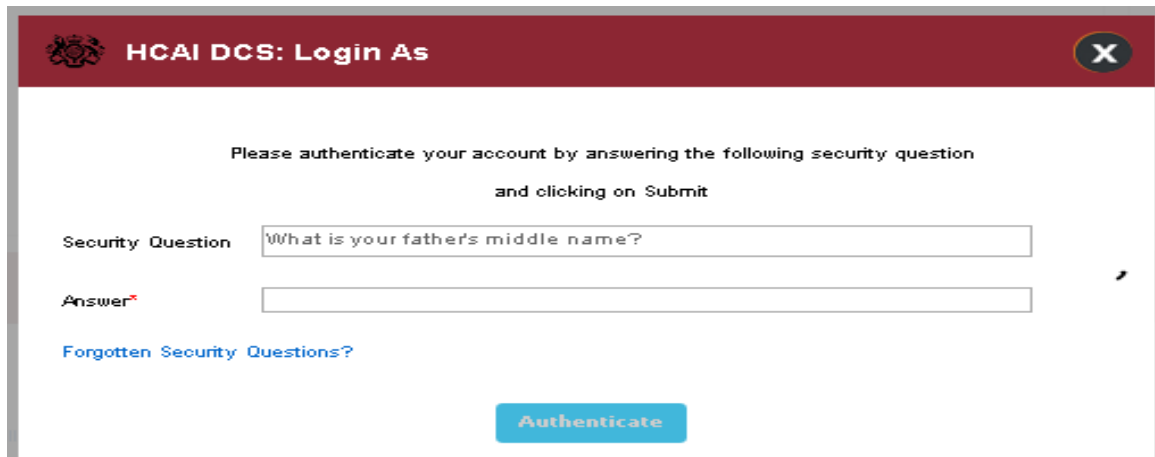 HCAI DCS: Login As
X
Please authenticate your account by answering the following security question
and clicking on Submit
Security Question What is your father's middle name?
,
Answer*
Forgotten Security Questions?
Authenticate